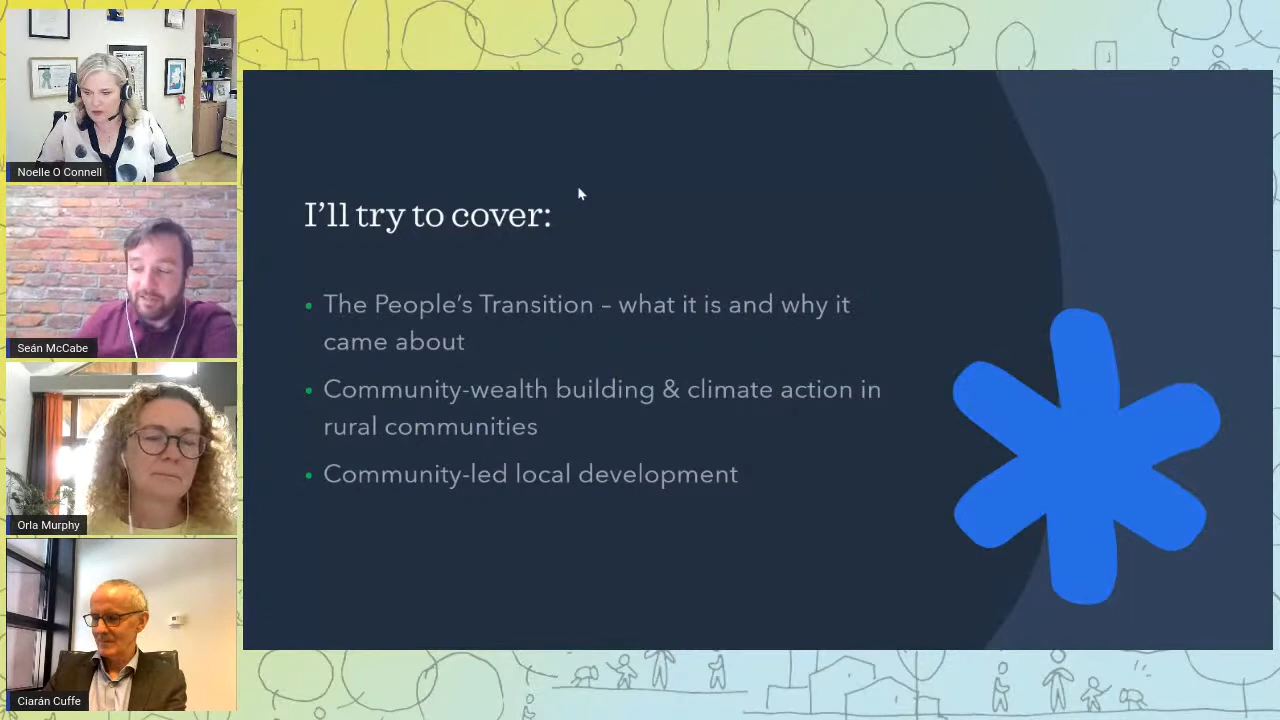 Noelle O Connell
Seán McCabe
Orla Murphy
Ciarán Cuffe
I’ll try to cover:
• The People’s Transition – what it is and why it
came about
• Community-wealth building & climate action in
rural communities
• Community-led local development